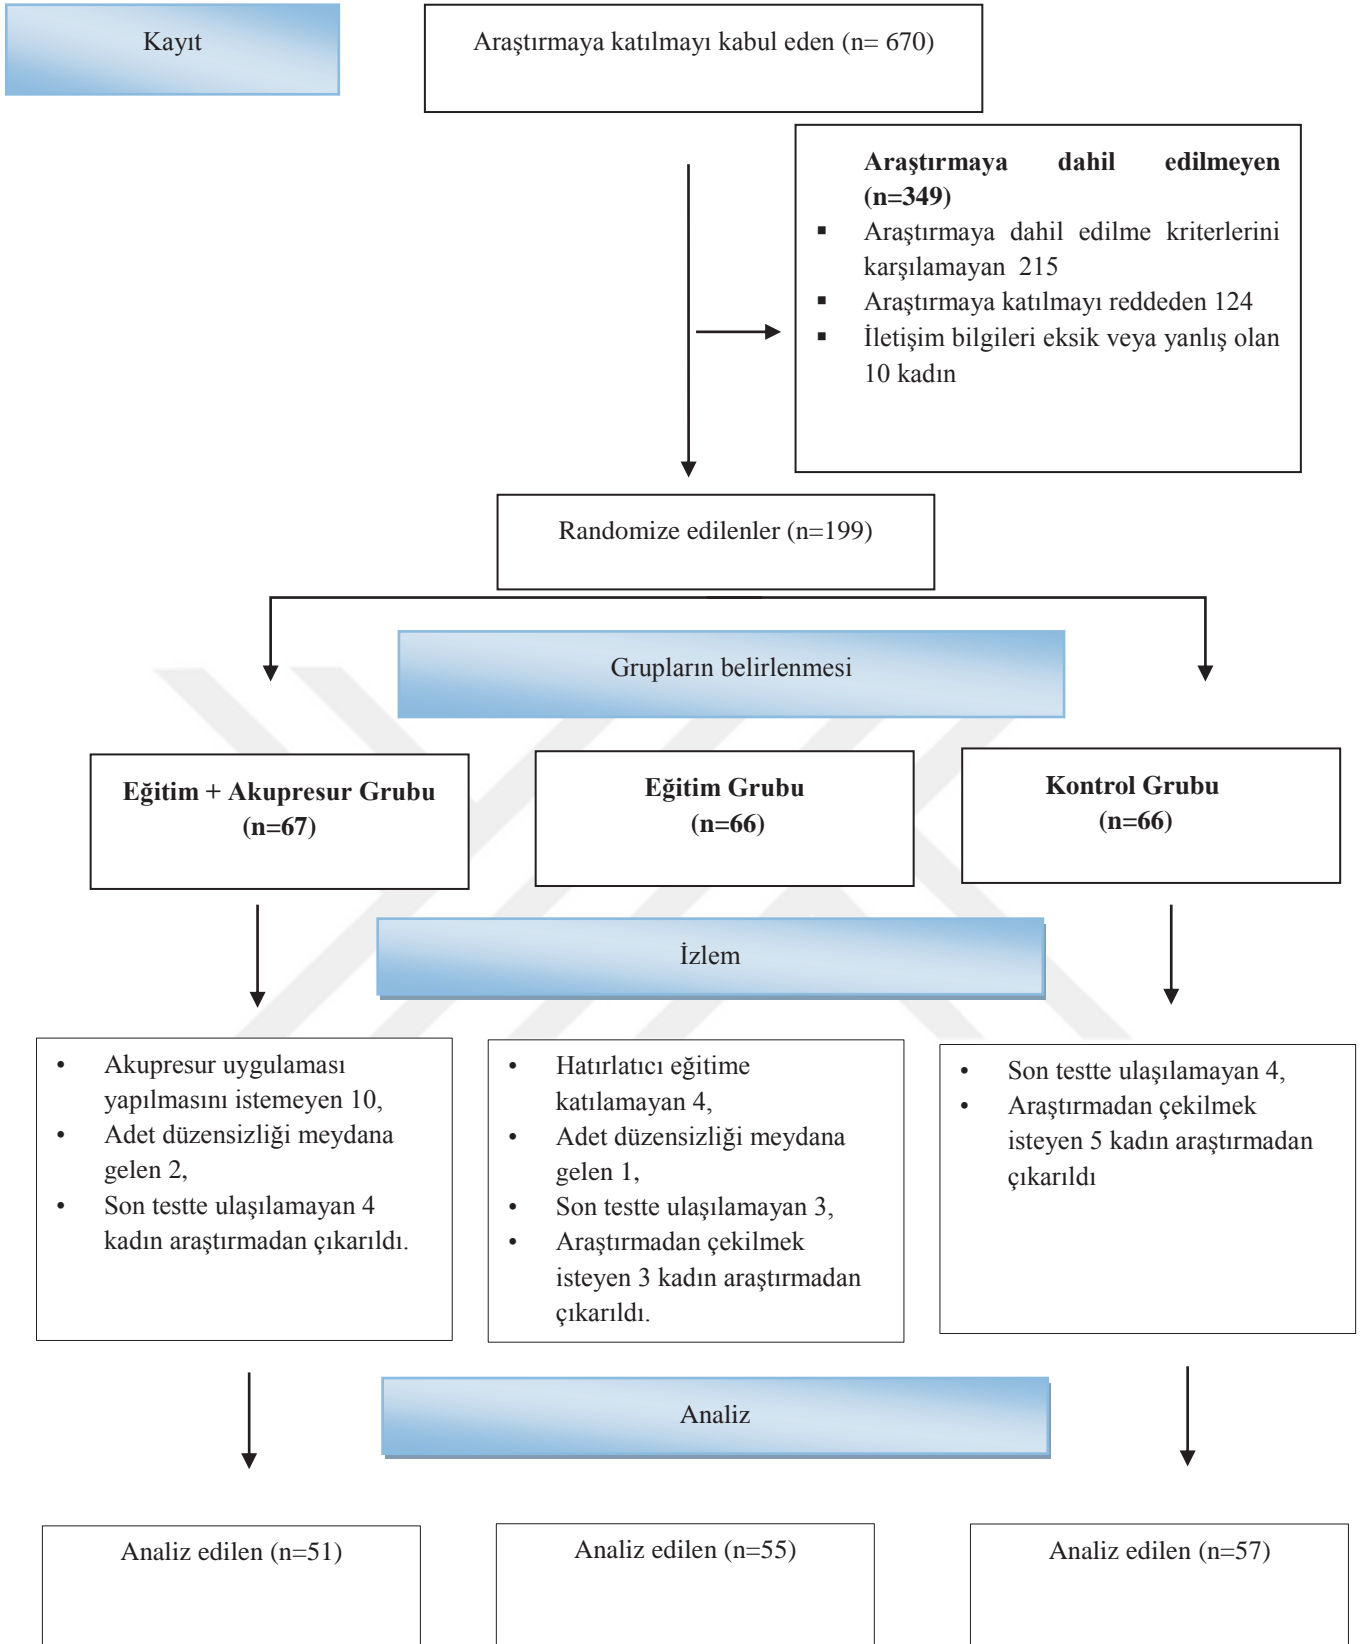 Kayıt
Araştırmaya katılmayı kabul eden (n= 670)
Araştırmaya dahil edilmeyen
(n=349)
▪ Araştırmaya dahil edilme kriterlerini
karşılamayan 215
▪ Araştırmaya katılmayı reddeden 124
▪ İletişim bilgileri eksik veya yanlış olan
10 kadın
Randomize edilenler (n=199)
Grupların belirlenmesi
Eğitim + Akupresur Grubu
(n=67)
Eğitim Grubu
(n=66)
Kontrol Grubu
(n=66)
İzlem
• Akupresur uygulaması
yapılmasını istemeyen 10,
• Adet düzensizliği meydana
gelen 2,
• Son testte ulaşılamayan 4
kadın araştırmadan çıkarıldı.
• Hatırlatıcı eğitime
katılamayan 4,
• Adet düzensizliği meydana
gelen 1,
• Son testte ulaşılamayan 3,
• Araştırmadan çekilmek
isteyen 3 kadın araştırmadan
çıkarıldı.
• Son testte ulaşılamayan 4,
• Araştırmadan çekilmek
isteyen 5 kadın araştırmadan
çıkarıldı
Analiz
Analiz edilen (n=51)
Analiz edilen (n=55)
Analiz edilen (n=57)